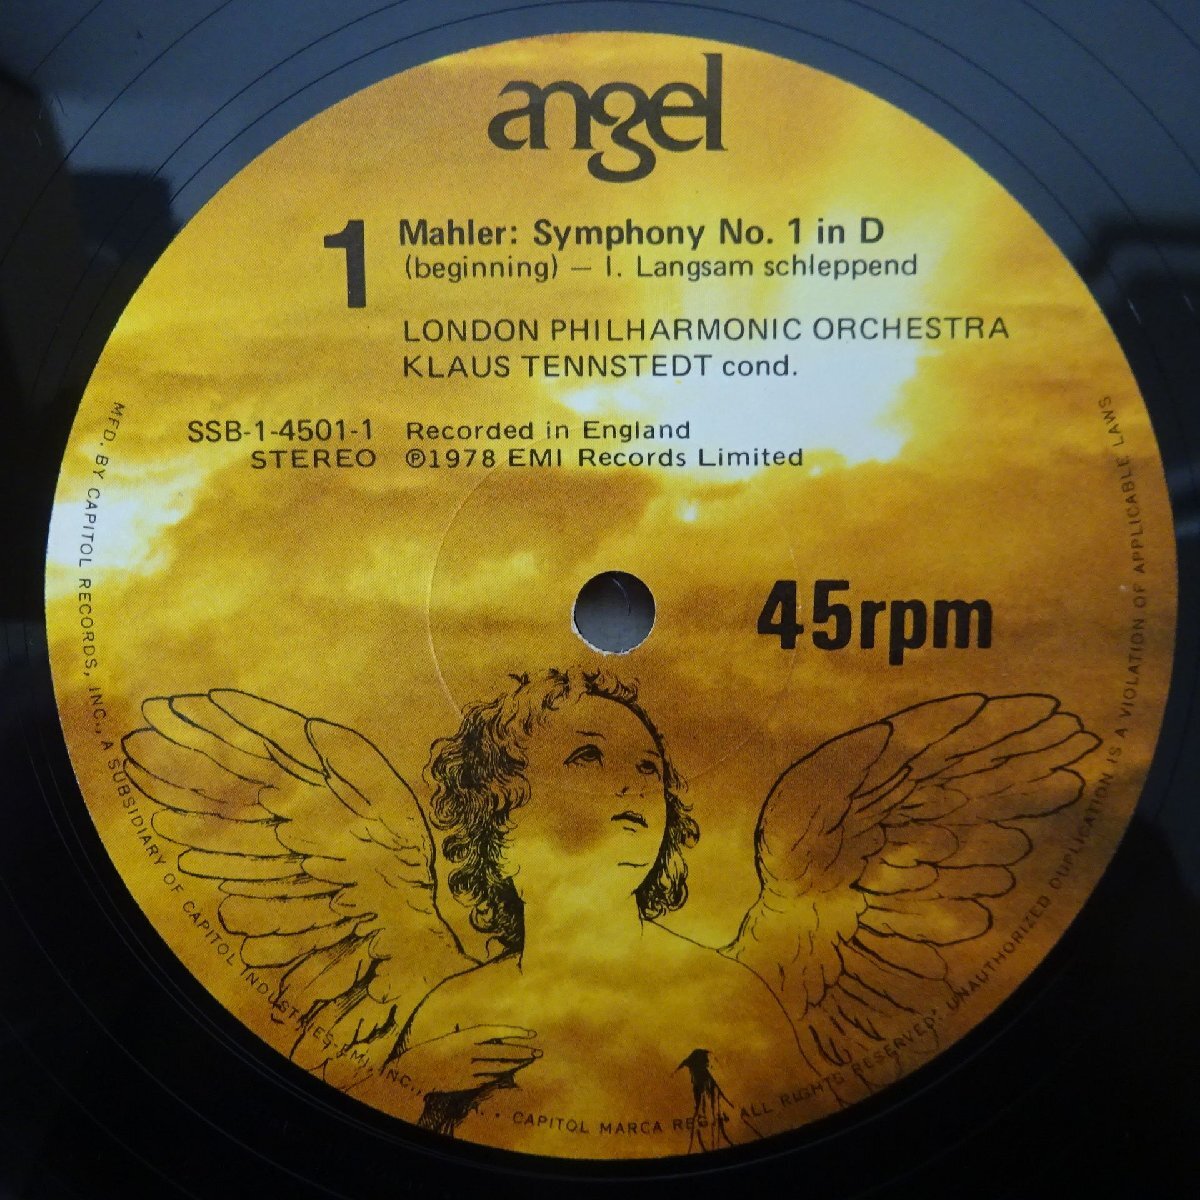 angel
1
Mahler: Symphony No. 1 in D
(beginning) — I. Langsam schleppend
LONDON PHILHARMONIC ORCHESTRA
KLAUS TENNSTEDT cond.
SSB-1-4501-1
STEREO
Recorded in England
℗1978 EMI Records Limited
45rpm
MFD. BY CAPITOL RECORDS, INC., A SUBSIDIARY OF CAPITOL INDUSTRIES-EMI, INC., • CAPITOL MARCA REG. • ALL RIGHTS RESERVED: UNAUTHORIZED DUPLICATION IS A VIOLATION OF APPLICABLE LAWS